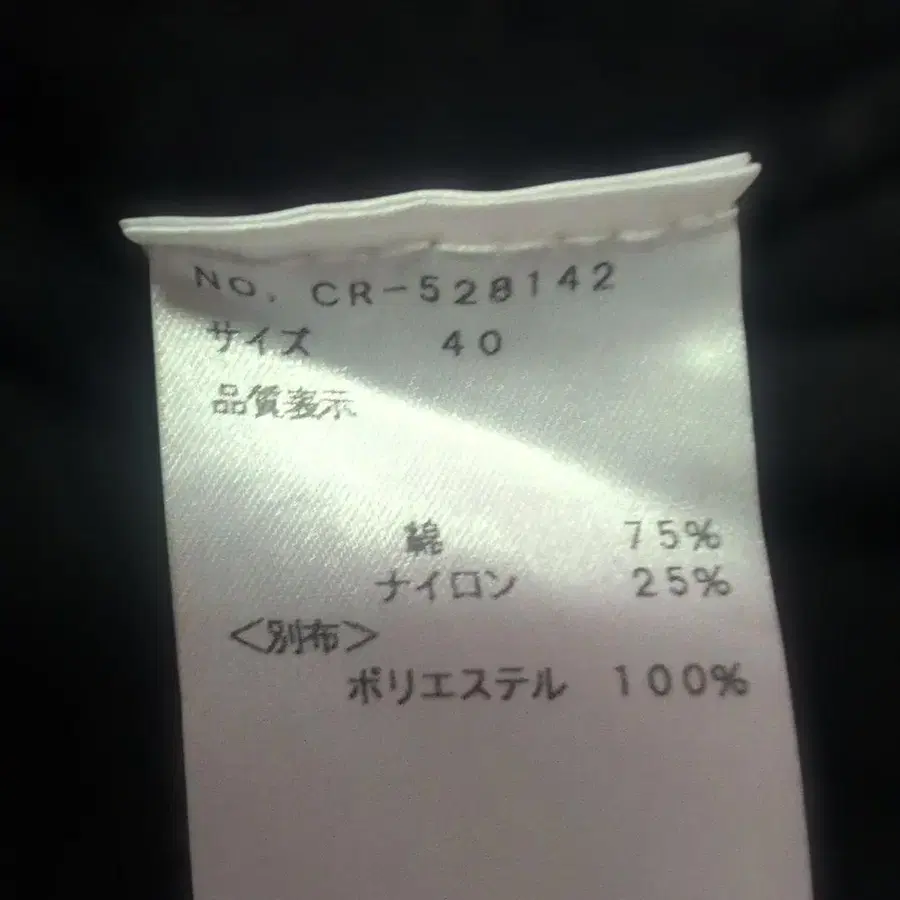 NO. CR-528142
サイズ 40
品質表示
綿 75%
ナイロン 25%
<別布>
ポリエステル 100%